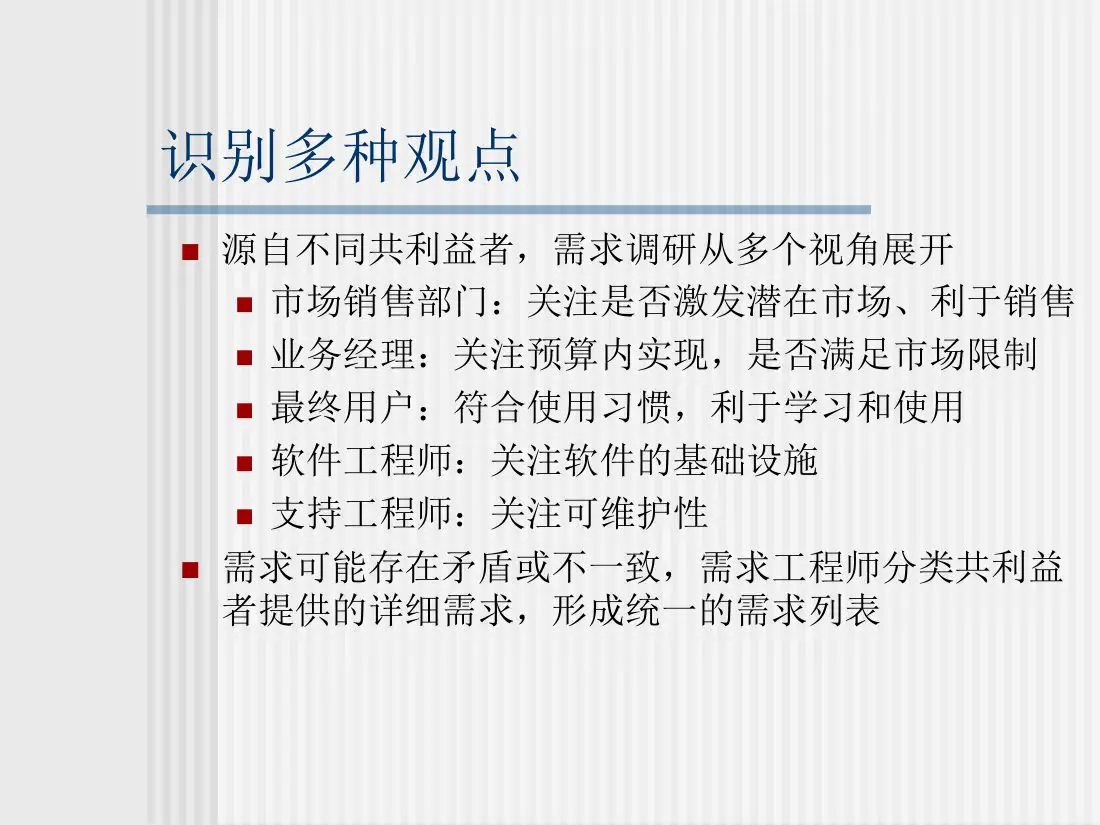 识别多种观点
源自不同共利益者，需求调研从多个视角展开
市场销售部门：关注是否激发潜在市场、利于销售
业务经理：关注预算内实现，是否满足市场限制
最终用户：符合使用习惯，利于学习和使用
软件工程师：关注软件的基础设施
支持工程师：关注可维护性
需求可能存在矛盾或不一致，需求工程师分类共利益
者提供的详细需求，形成统一的需求列表